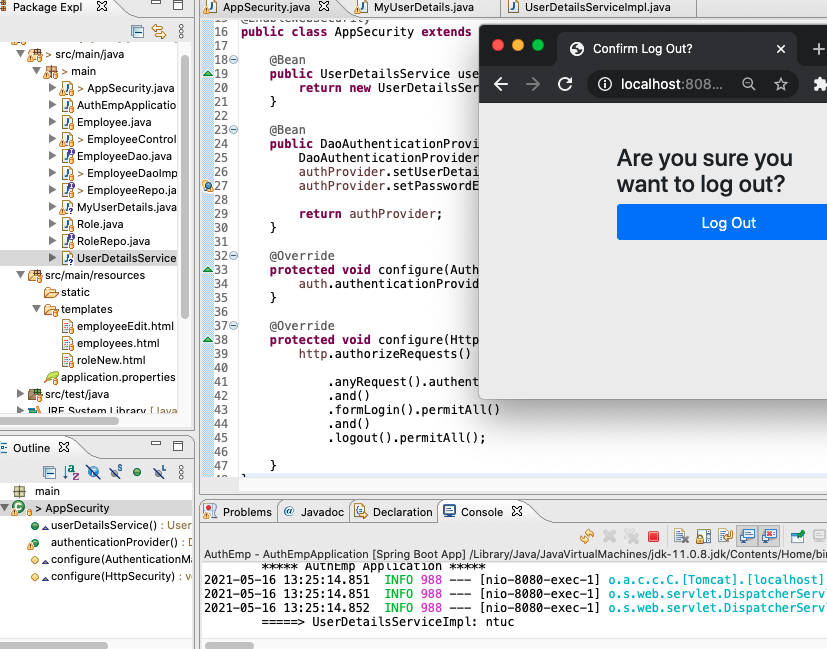 Package Expl
AppSecurity.java
MyUserDetails.java
UserDetailsServiceImpl.java
> src/main/java
> main
> AppSecurity.java
AuthEmpApplicatio
Employee.java
> EmployeeControl
EmployeeDao.java
> EmployeeDaoImp
> EmployeeRepo.ja
MyUserDetails.java
Role.java
RoleRepo.java
UserDetailsService
src/main/resources
static
templates
employeeEdit.html
employees.html
roleNew.html
application.properties
src/test/java
JRE System Library [Java
15 @EnableWebSecurity
16 public class AppSecurity extends
17
18 @Bean
19 public UserDetailsService use
20 return new UserDetailsSer
21 }
22
23 @Bean
24 public DaoAuthenticationProvi
25 DaoAuthenticationProvider
26 authProvider.setUserDetai
27 authProvider.setPasswordE
28
29 return authProvider;
30 }
31
32 @Override
33 protected void configure(Auth
34 auth.authenticationProvid
35 }
36
37 @Override
38 protected void configure(Http
39 http.authorizeRequests()
40
41 .anyRequest().authent
42 .and()
43 .formLogin().permitAll()
44 .and()
45 .logout().permitAll();
46
47 }
Confirm Log Out?
localhost:808...
Are you sure you
want to log out?
Log Out
Outline
main
> AppSecurity
userDetailsService() : User
authenticationProvider() : D
configure(AuthenticationMa
configure(HttpSecurity) : vo
Problems
Javadoc
Declaration
Console
AuthEmp - AuthEmpApplication [Spring Boot App] /Library/Java/JavaVirtualMachines/jdk-11.0.8.jdk/Contents/Home/bin
***** AuthEmp Application *****
2021-05-16 13:25:14.851 INFO 988 --- [nio-8080-exec-1] o.a.c.c.C.[Tomcat].[localhost]
2021-05-16 13:25:14.851 INFO 988 --- [nio-8080-exec-1] o.s.web.servlet.DispatcherServ
2021-05-16 13:25:14.852 INFO 988 --- [nio-8080-exec-1] o.s.web.servlet.DispatcherServ
=====> UserDetailsServiceImpl: ntuc